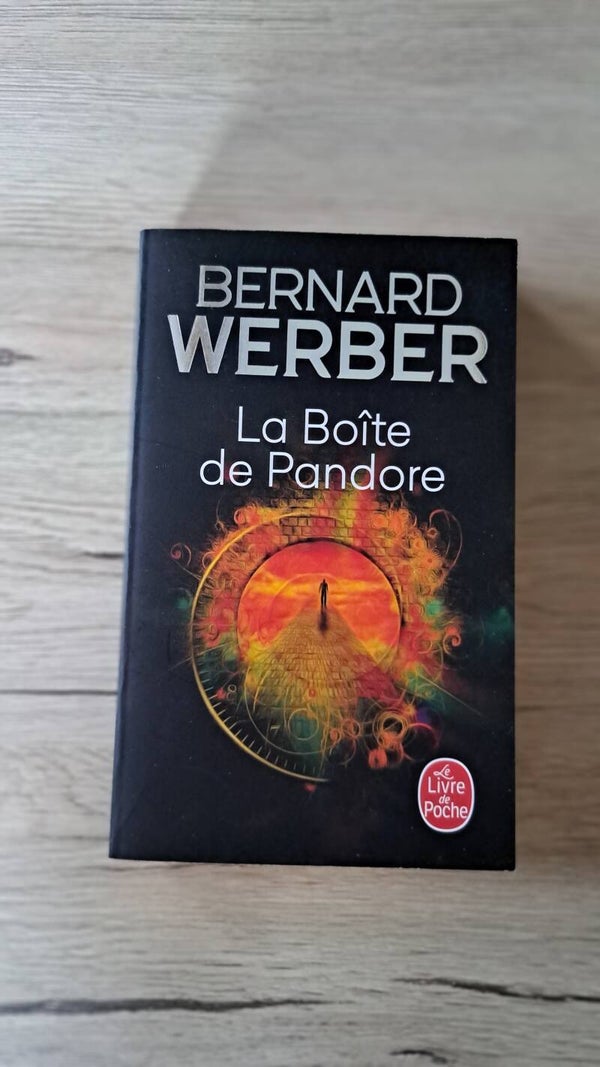 BERNARD
WERBER
La Boîte
de Pandore
Le
Livre
de
Poche